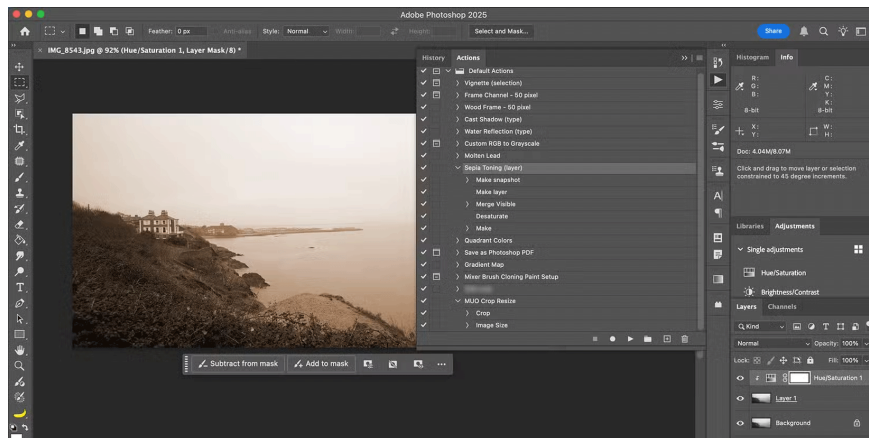 Adobe Photoshop 2025
Feather: 0 px Anti-alias Style: Normal Width: Height: Select and Mask... Share
× IMG_8543.jpg @ 92% (Hue/Saturation 1, Layer Mask/8) *
History Actions
Default Actions
Vignette (selection)
Frame Channel - 50 pixel
Wood Frame - 50 pixel
Cast Shadow (type)
Water Reflection (type)
Custom RGB to Grayscale
Molten Lead
Sepia Toning (layer)
Make snapshot
Make layer
Merge Visible
Desaturate
Make
Quadrant Colors
Save as Photoshop PDF
Gradient Map
Mixer Brush Cloning Paint Setup
MUO Crop Resize
Crop
Image Size
Subtract from mask Add to mask
Histogram Info
R: C:
G: M:
B: Y:
K:
8-bit 8-bit
X: W:
Y: H:
Doc: 4.04M/8.07M
Click and drag to move layer or selection
constrained to 45 degree increments.
Libraries Adjustments
Single adjustments
Hue/Saturation
Brightness/Contrast
Layers Channels
Kind
Normal Opacity: 100%
Lock: Fill: 100%
Hue/Saturation 1
Layer 1
Background